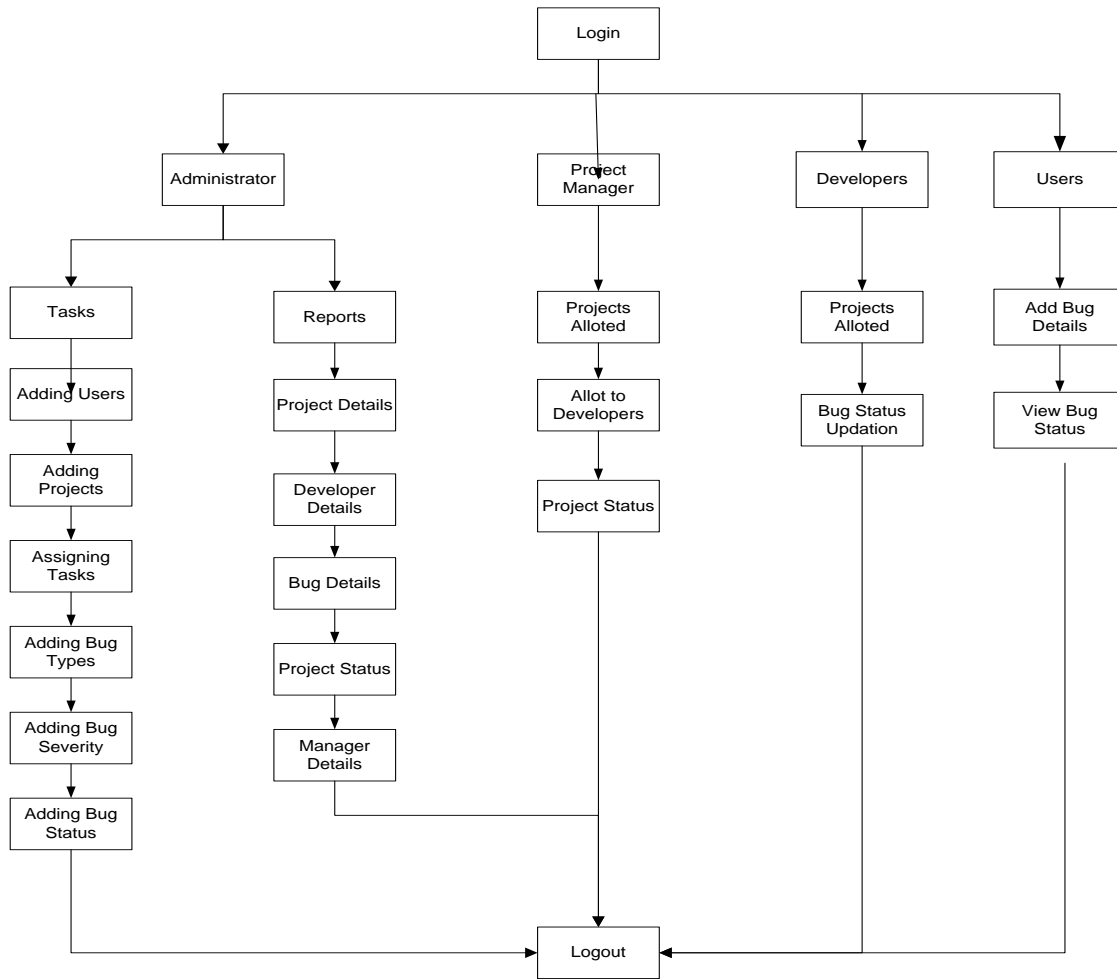 Login
Administrator
Project
Manager
Developers
Users
Tasks
Adding Users
Adding
Projects
Assigning
Tasks
Adding Bug
Types
Adding Bug
Severity
Adding Bug
Status
Reports
Project Details
Developer
Details
Bug Details
Project Status
Manager
Details
Projects
Alloted
Allot to
Developers
Project Status
Projects
Alloted
Bug Status
Updation
Add Bug
Details
View Bug
Status
Logout